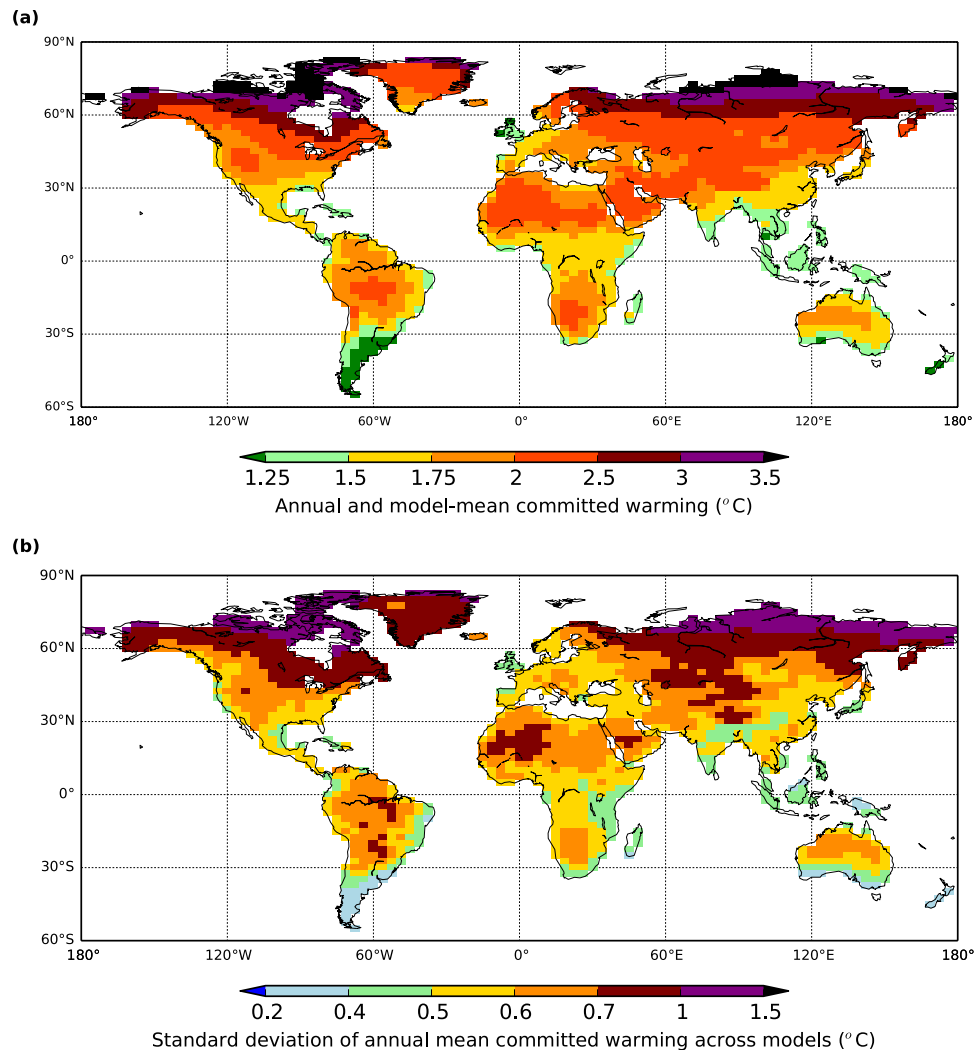 (a)
90°N
60°N
30°N
0°
30°S
60°S
180° 120°W 60°W 0° 60°E 120°E 180°
1.25 1.5 1.75 2 2.5 3 3.5
Annual and model-mean committed warming (°C)
(b)
90°N
60°N
30°N
0°
30°S
60°S
180° 120°W 60°W 0° 60°E 120°E 180°
0.2 0.4 0.5 0.6 0.7 1 1.5
Standard deviation of annual mean committed warming across models (°C)